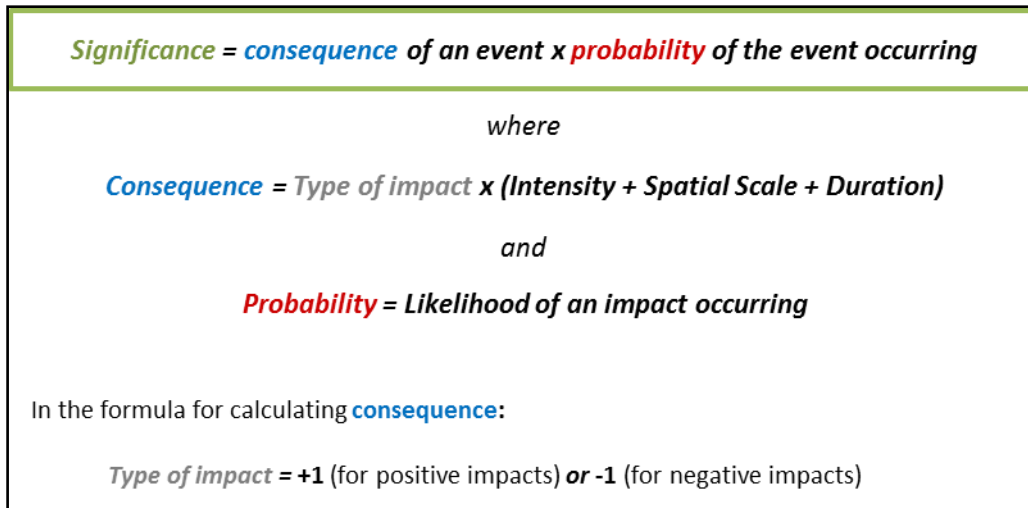 Significance = consequence of an event x probability of the event occurring
where
Consequence = Type of impact x (Intensity + Spatial Scale + Duration)
and
Probability = Likelihood of an impact occurring
In the formula for calculating consequence:
Type of impact = +1 (for positive impacts) or -1 (for negative impacts)